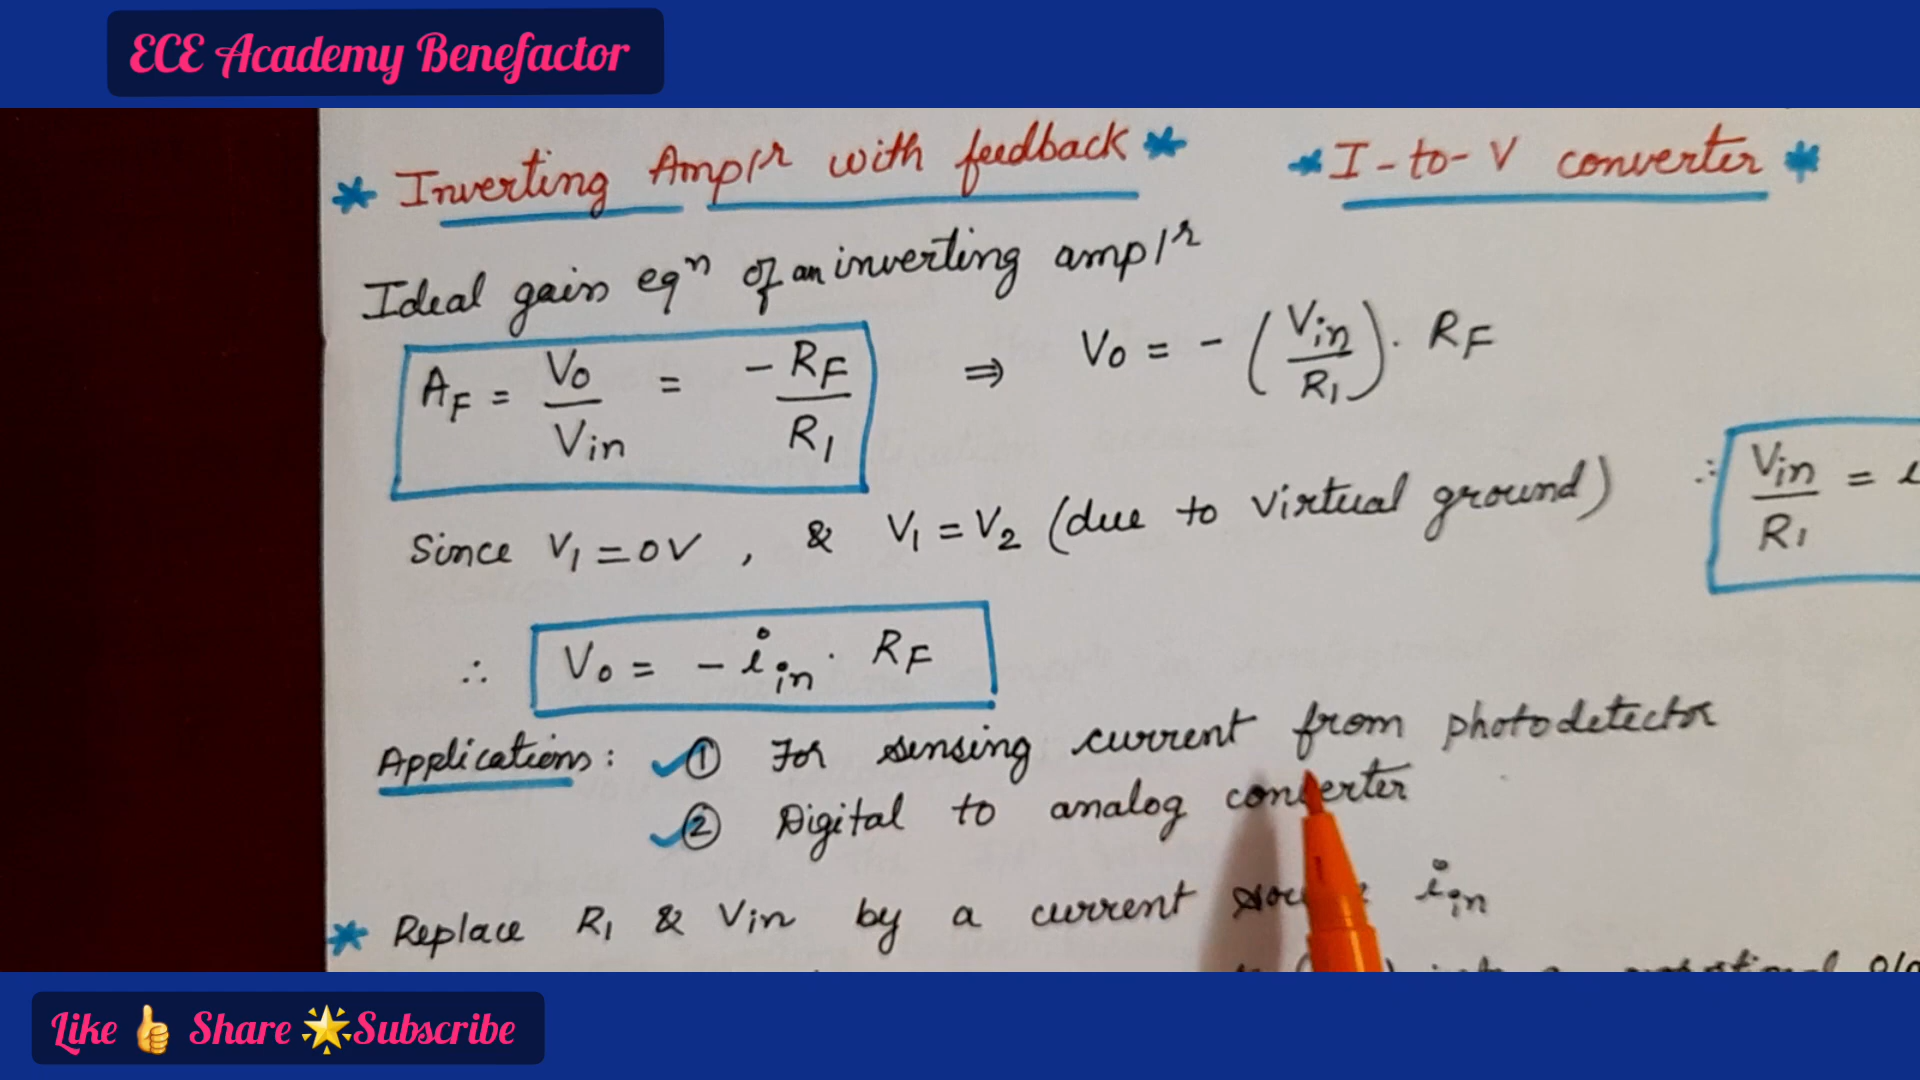 ECE Academy Benefactor
* Inverting Amplr with feedback * * I-to-V converter *
Ideal gain eqn of an inverting amplr
AF = Vo/Vin = -RF/R1 ⇒ Vo = -(Vin/R1) . RF
Since V1 = 0V , & V1 = V2 (due to virtual ground) ∴ Vin/R1 = i
∴ Vo = - iin . RF
Applications: ✓① For sensing current from photodetector
✓② Digital to analog converter
* Replace R1 & Vin by a current iin
Like 👍 Share 🌟Subscribe